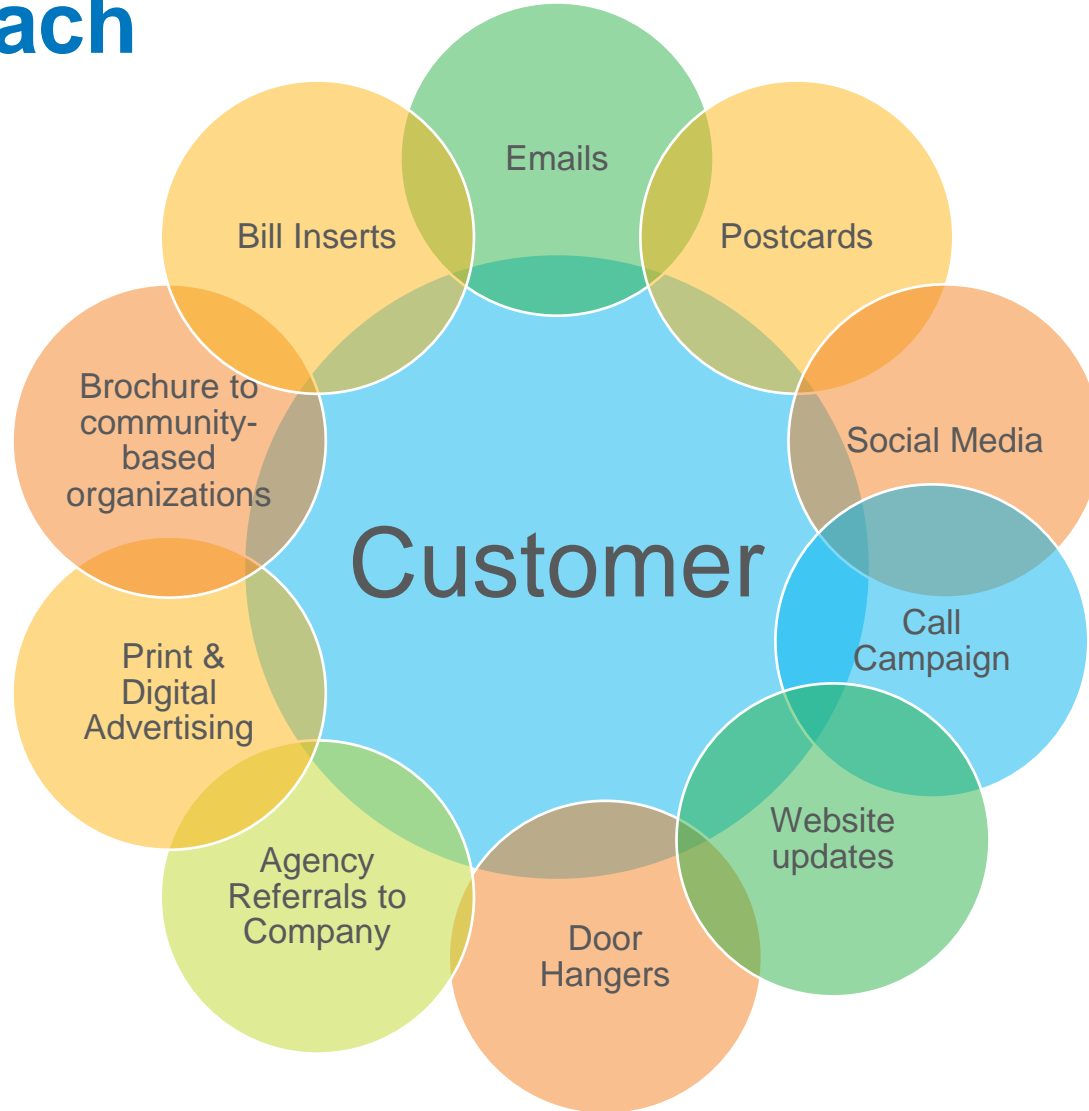 ach
Emails
Bill Inserts
Postcards
Brochure to
community-
based
organizations
Social Media
Customer
Call
Campaign
Print &
Digital
Advertising
Website
updates
Agency
Referrals to
Company
Door
Hangers